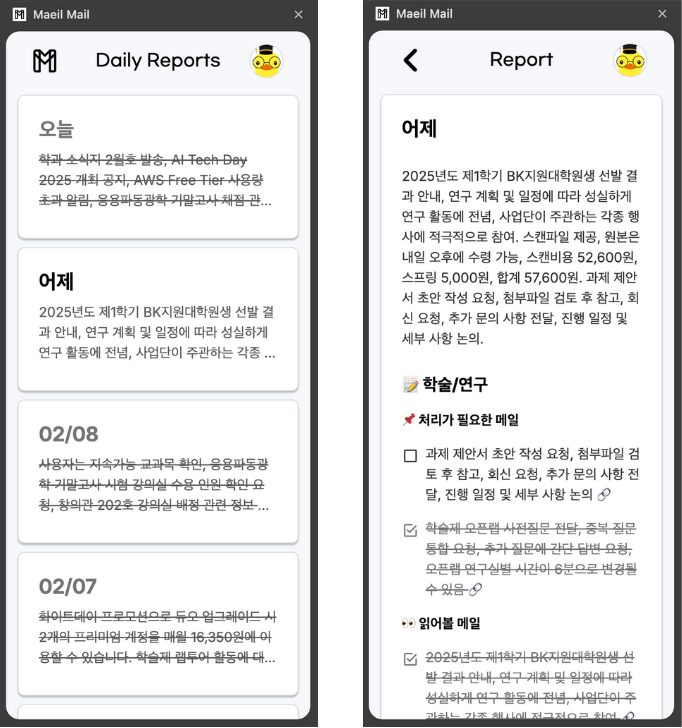 Maeil Mail
Daily Reports
오늘
학과 소식지 2월호 발송, AI Tech Day
2025 개최 공지, AWS Free Tier 사용량
초과 알림, 응용파동광학 기말고사 채점 관...
어제
2025년도 제1학기 BK지원대학원생 선발 결
과 안내, 연구 계획 및 일정에 따라 성실하게
연구 활동에 전념, 사업단이 주관하는 각종 ...
02/08
사용자는 지속가능 교과목 확인, 응용파동광
학 기말고사 시험 강의실 수용 인원 확인 요
청, 창의관 202호 강의실 배정 관련 정보 ...
02/07
화이트데이 프로모션으로 듀오 업그레이드 시
2개의 프리미엄 계정을 매월 16,350원에 이
용할 수 있습니다. 학술제 랩투어 활동에 대...
Maeil Mail
Report
어제
2025년도 제1학기 BK지원대학원생 선발 결
과 안내, 연구 계획 및 일정에 따라 성실하게
연구 활동에 전념, 사업단이 주관하는 각종 행
사에 적극적으로 참여. 스캔파일 제공, 원본은
내일 오후에 수령 가능, 스캔비용 52,600원,
스프링 5,000원, 합계 57,600원. 과제 제안
서 초안 작성 요청, 첨부파일 검토 후 참고, 회
신 요청, 추가 문의 사항 전달, 진행 일정 및
세부 사항 논의.
📝 학술/연구
📌 처리가 필요한 메일
과제 제안서 초안 작성 요청, 첨부파일 검
토 후 참고, 회신 요청, 추가 문의 사항 전
달, 진행 일정 및 세부 사항 논의 🔗
학술제 오픈랩 사전질문 전달, 중복 질문
통합 요청, 추가 질문에 간단 답변 요청,
오픈랩 연구실별 시간이 6분으로 변경될
수 있음 🔗
👀 읽어볼 메일
2025년도 제1학기 BK지원대학원생 선
발 결과 안내, 연구 계획 및 일정에 따라
성실하게 연구 활동에 전념, 사업단이 주
관하는 각종 행사에 적극적으로 참여 🔗